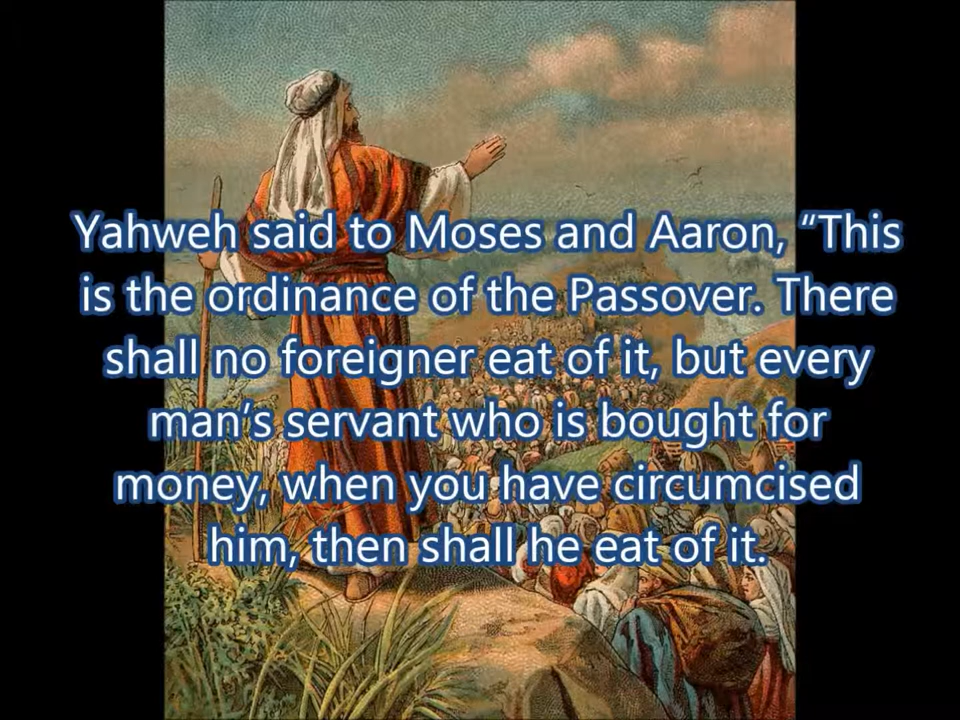 Yahweh said to Moses and Aaron, “This
is the ordinance of the Passover. There
shall no foreigner eat of it, but every
man’s servant who is bought for
money, when you have circumcised
him, then shall he eat of it.